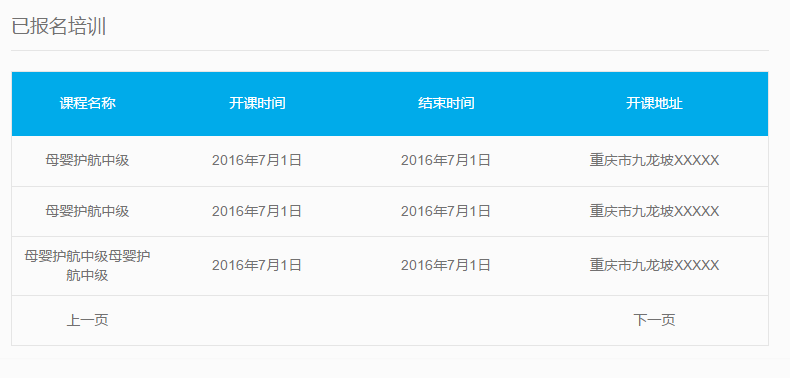 已报名培训
课程名称 开课时间 结束时间 开课地址
母婴护航中级 2016年7月1日 2016年7月1日 重庆市九龙坡XXXXX
母婴护航中级 2016年7月1日 2016年7月1日 重庆市九龙坡XXXXX
母婴护航中级母婴护
航中级 2016年7月1日 2016年7月1日 重庆市九龙坡XXXXX
上一页 下一页